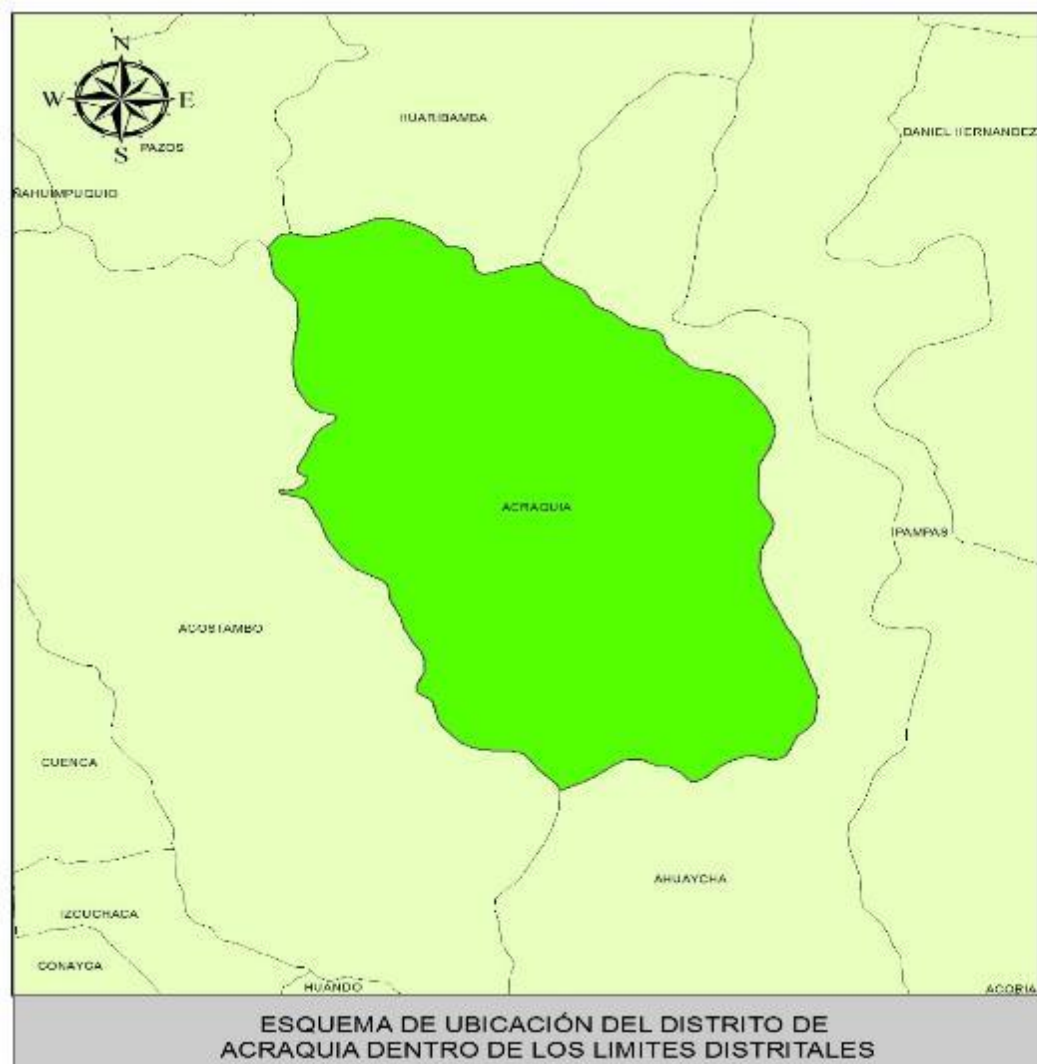 N
W E
S
PAZOS
HUARIBAMBA
DANIEL HERNANDEZ
ÑAHUIMPUQUIO
ACRAQUIA
PAMPAS
ACOSTAMBO
CUENCA
AHUAYCHA
IZCUCHACA
CONAYCA
HUANDO
ACORIA
ESQUEMA DE UBICACIÓN DEL DISTRITO DE
ACRAQUIA DENTRO DE LOS LIMITES DISTRITALES